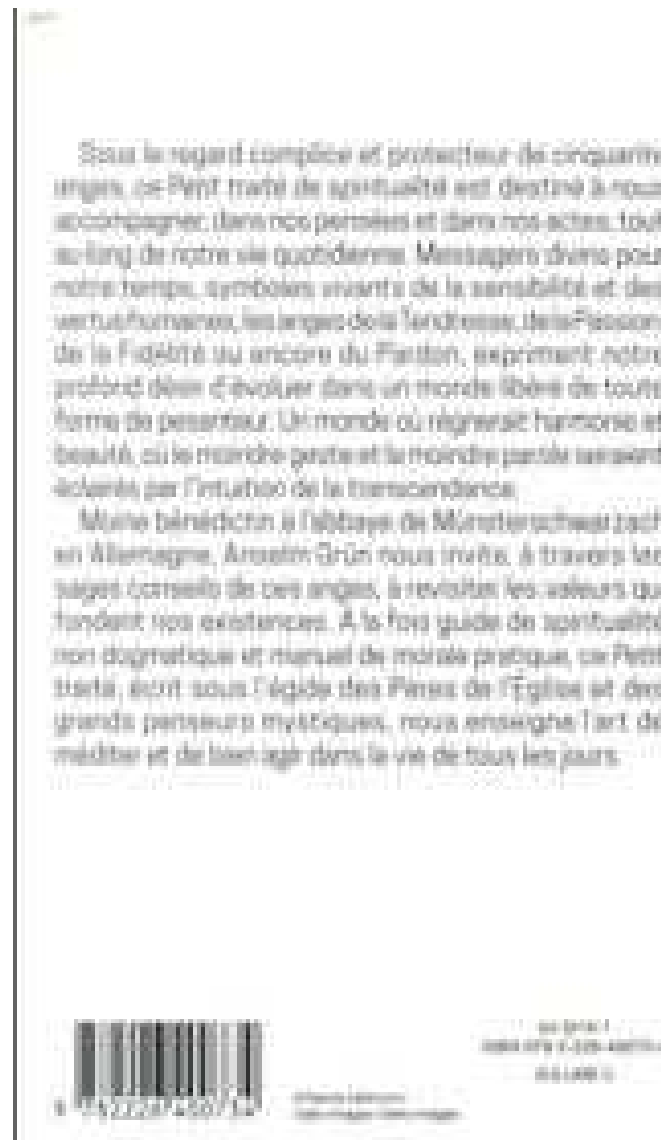 Sous le regard complice et protecteur de cinquante
anges, ce Petit traité de spiritualité est destiné à nous
accompagner, dans nos pensées et dans nos actes, tout
au long de notre vie quotidienne. Messagers divins pour
notre temps, symboles vivants de la sensibilité et des
vertus humaines, les anges de la Tendresse, de la Passion,
de la Fidélité ou encore du Pardon, expriment notre
profond désir d'évoluer dans un monde libéré de toute
forme de pesanteur. Un monde où régnerait harmonie et
beauté, où le moindre geste et la moindre parole seraient
éclairés par l'intuition de la transcendance.
Moine bénédictin à l'abbaye de Münsterschwarzach
en Allemagne, Anselm Grün nous invite, à travers les
sages conseils de ces anges, à revisiter les valeurs qui
fondent nos existences. À la fois guide de spiritualité
non dogmatique et manuel de morale pratique, ce Petit
traité, écrit sous l'égide des Pères de l'Église et des
grands penseurs mystiques, nous enseigne l'art de
méditer et de bien agir dans la vie de tous les jours.